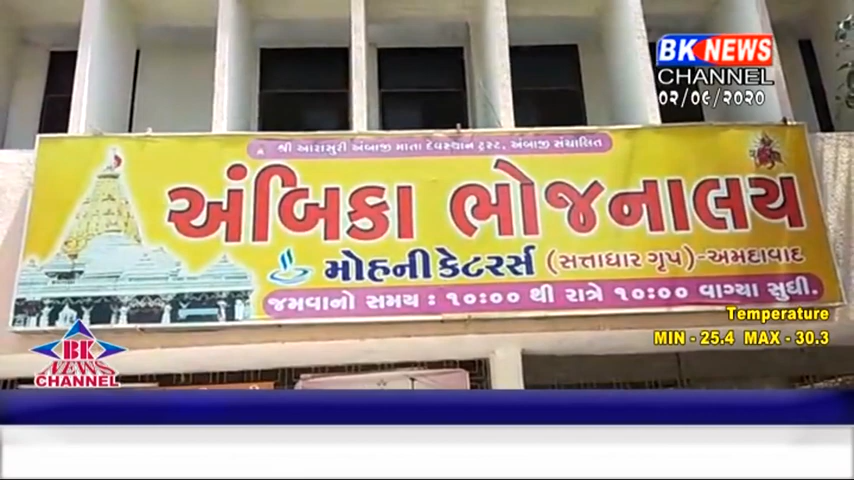 BK NEWS
CHANNEL
૦૨/૦૯/૨૦૨૦
શ્રી આરાસુરી અંબાજી માતા દેવસ્થાન ટ્રસ્ટ, અંબાજી સંચાલિત
અંબિકા ભોજનાલય
મોહની કેટરર્સ (સત્તાધાર ગૃપ)-અમદાવાદ
જમવાનો સમય : ૧૦:૦૦ થી રાત્રે ૧૦:૦૦ વાગ્યા સુધી.
Temperature
MIN - 25.4 MAX - 30.3
BK
NEWS
CHANNEL